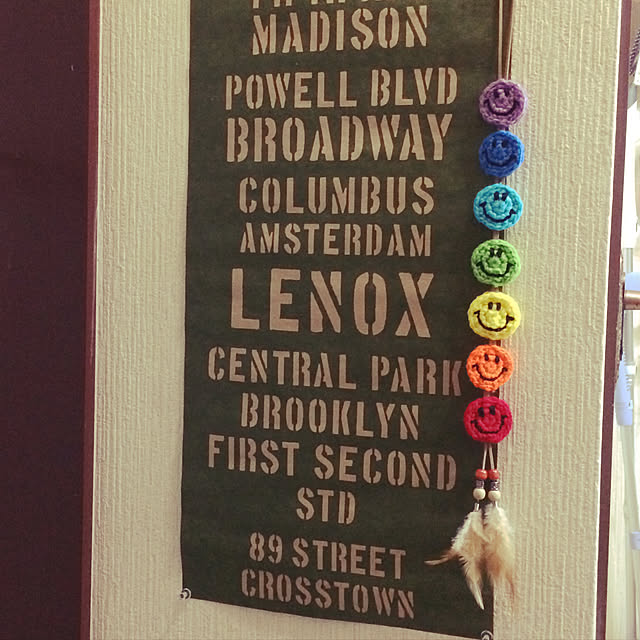 MADISON
POWELL BLVD
BROADWAY
COLUMBUS
AMSTERDAM
LENOX
CENTRAL PARK
BROOKLYN
FIRST SECOND
STD
89 STREET
CROSSTOWN